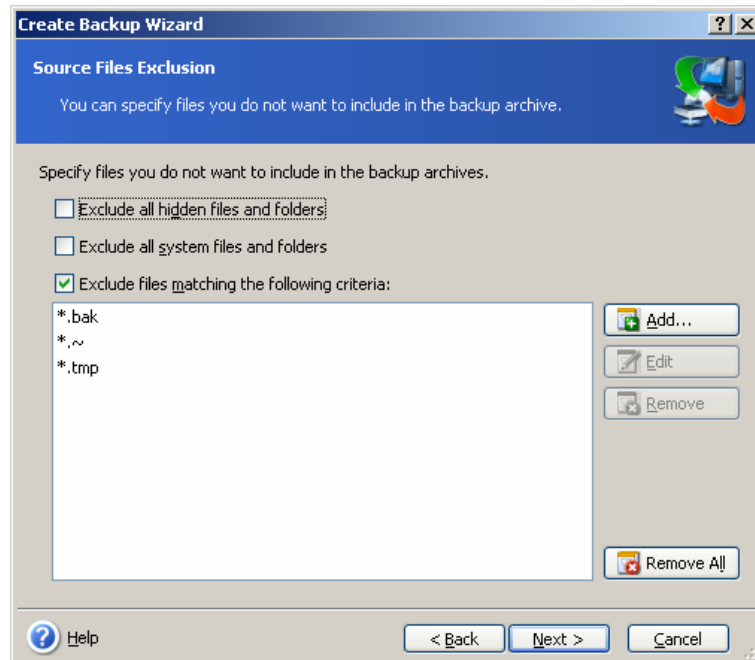 Create Backup Wizard
Source Files Exclusion
You can specify files you do not want to include in the backup archive.
Specify files you do not want to include in the backup archives.
Exclude all hidden files and folders
Exclude all system files and folders
Exclude files matching the following criteria:
*.bak
*.~
*.tmp
Add...
Edit
Remove
Remove All
Help
< Back
Next >
Cancel